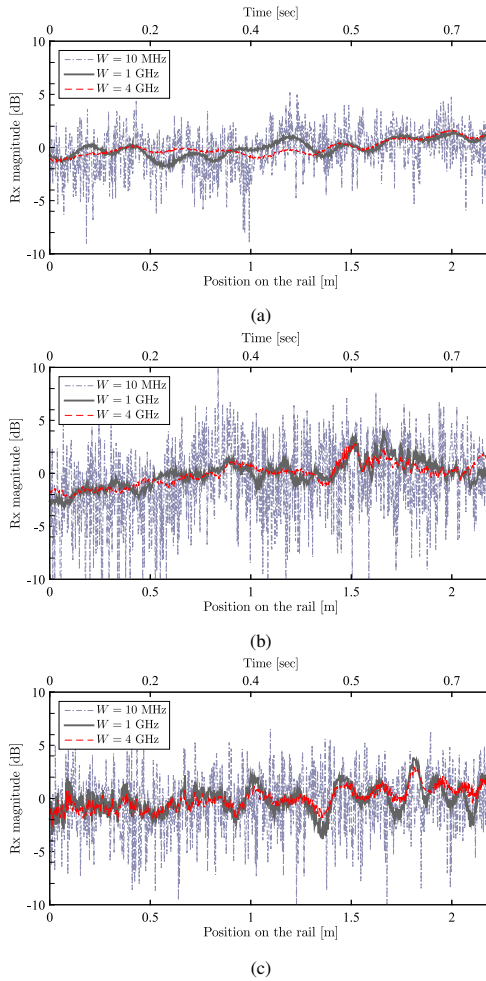 Time [sec]
0 0.2 0.4 0.5 0.7
10
5
0
-5
-10
Rx magnitude [dB]
W = 10 MHz
W = 1 GHz
W = 4 GHz
0 0.5 1 1.5 2
Position on the rail [m]
(a)
Time [sec]
0 0.2 0.4 0.5 0.7
10
5
0
-5
-10
Rx magnitude [dB]
W = 10 MHz
W = 1 GHz
W = 4 GHz
0 0.5 1 1.5 2
Position on the rail [m]
(b)
Time [sec]
0 0.2 0.4 0.5 0.7
10
5
0
-5
-10
Rx magnitude [dB]
W = 10 MHz
W = 1 GHz
W = 4 GHz
0 0.5 1 1.5 2
Position on the rail [m]
(c)